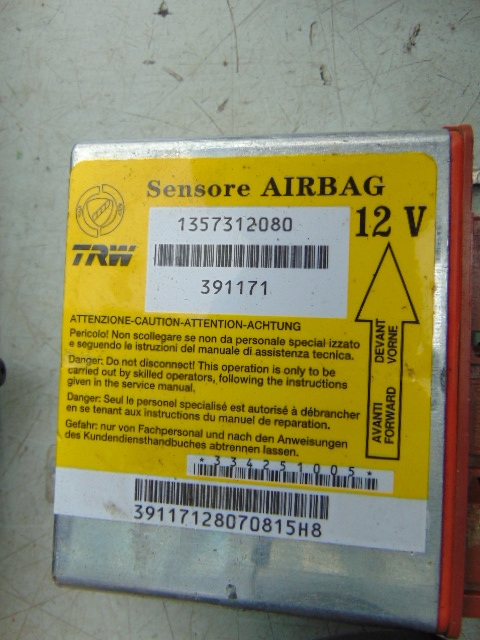 Sensore AIRBAG
1357312080
12 V
TRW
391171
ATTENZIONE-CAUTION-ATTENTION-ACHTUNG
Pericolo! Non scollegare se non da personale special izzato
e seguendo le istruzioni del manuale di assistenza tecnica.
Danger: Do not disconnect! This operation is only to be
carried out by skilled operators, following the instructions
given in the service manual.
Danger: Seul le personel spécialisé est autorisé à débrancher
en se tenant aux instructions du manuel de reparation.
Gefahr: nur von Fachpersonal und nach den Anweisungen
des Kundendiensthandbuches abtrennen lassen.
AVANTI DEVANT
FORWARD VORNE
*334251005*
39117128070815H8